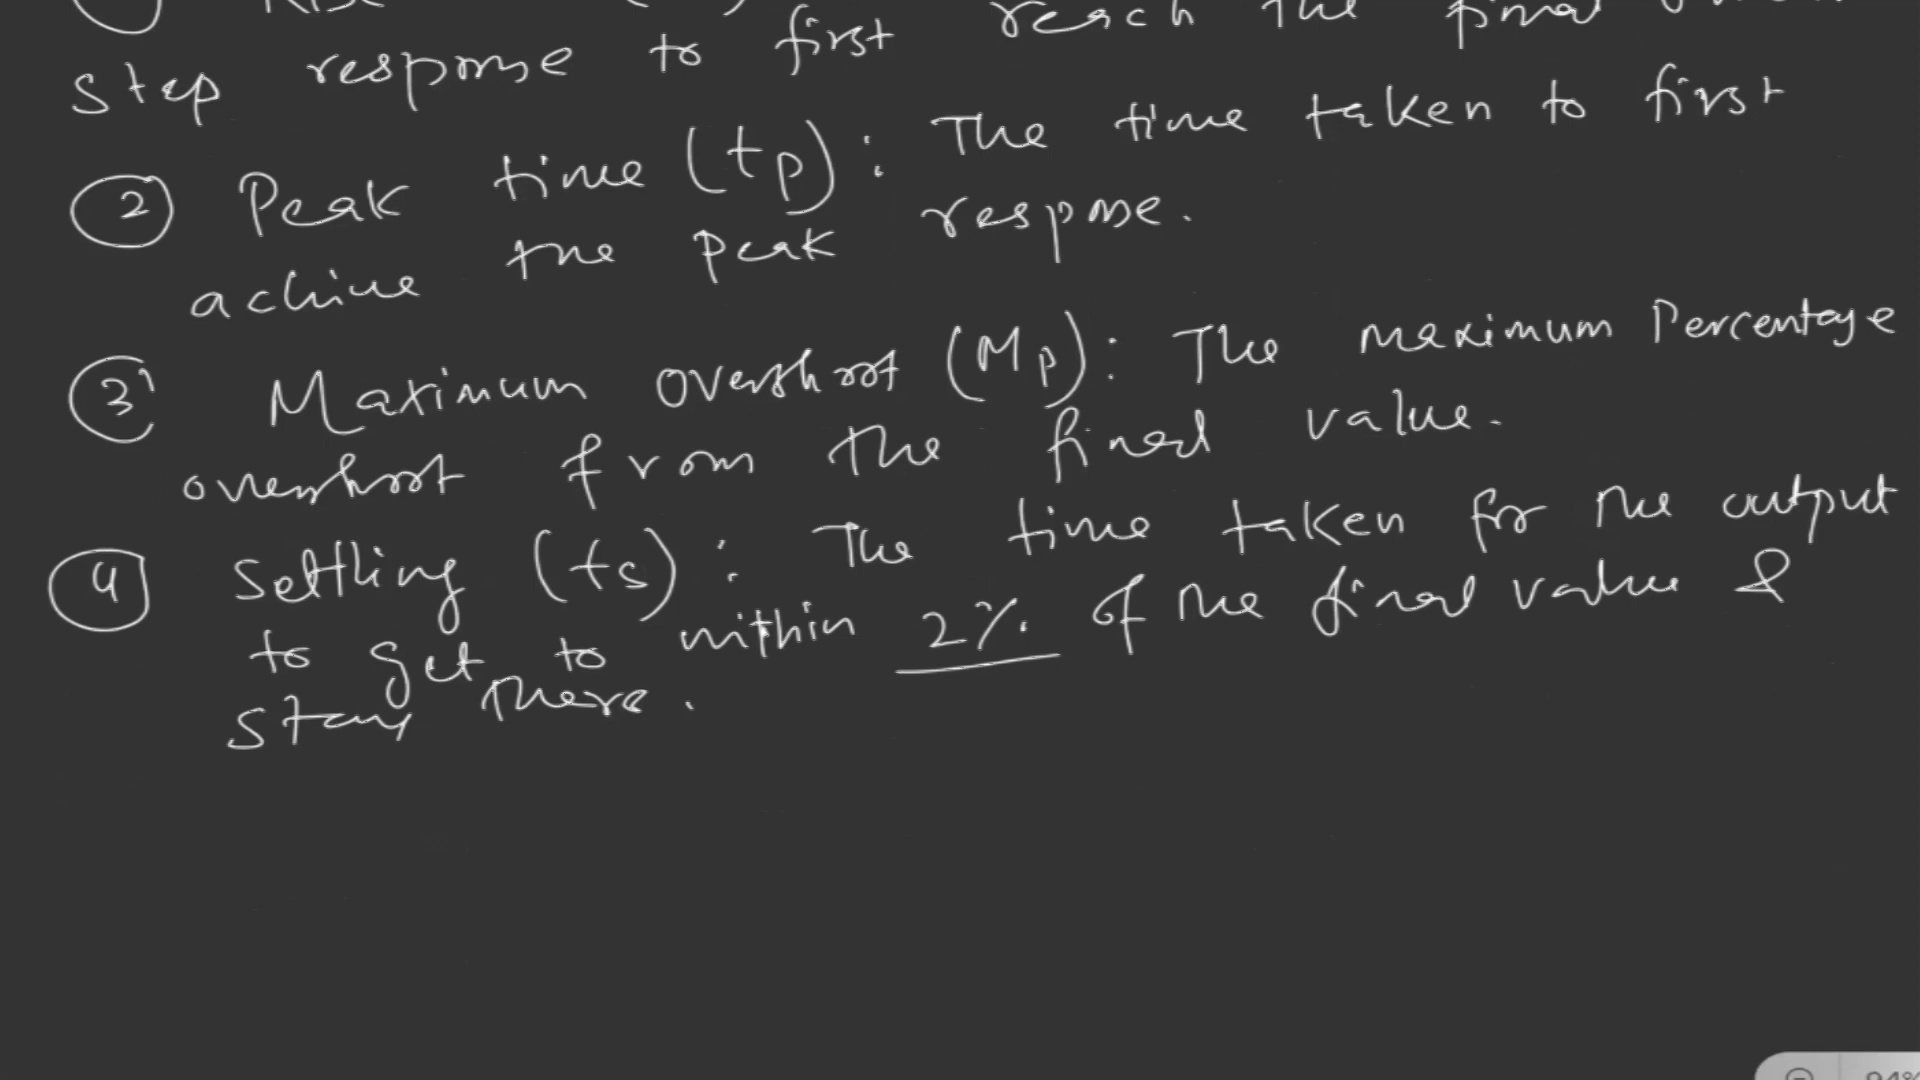 step response to first reach the final
② Peak time (tp): The time taken to first
achive the peak response.
③ Maximum overshoot (Mp): The maximum Percentage
overshoot from the final value.
④ Settling (ts): The time taken for the output
to get to within 2% of the final value &
stay there.
94%